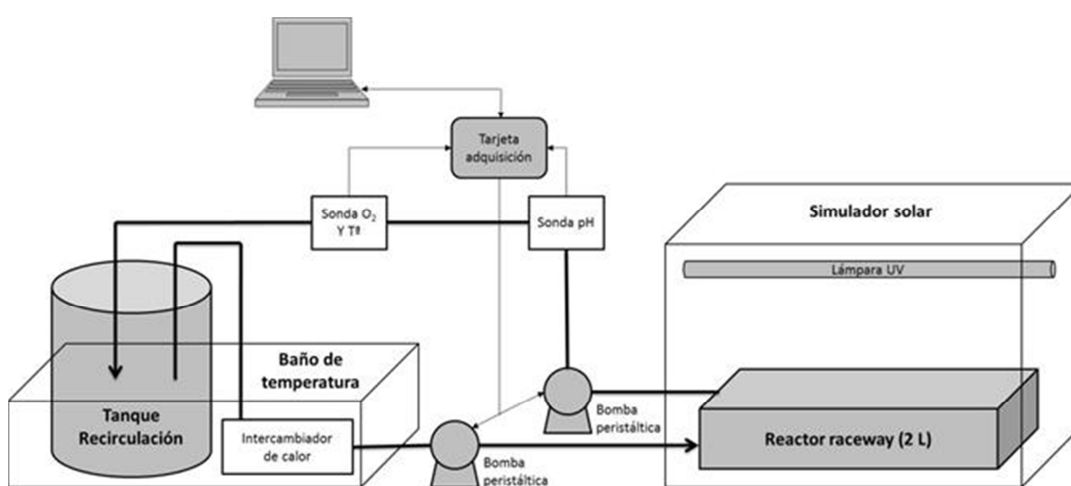 Tarjeta
adquisición
Sonda O₂
Y Tª
Sonda pH
Simulador solar
Lámpara UV
Baño de
temperatura
Tanque
Recirculación
Intercambiador
de calor
Bomba
peristáltica
Bomba
peristáltica
Reactor raceway (2 L)